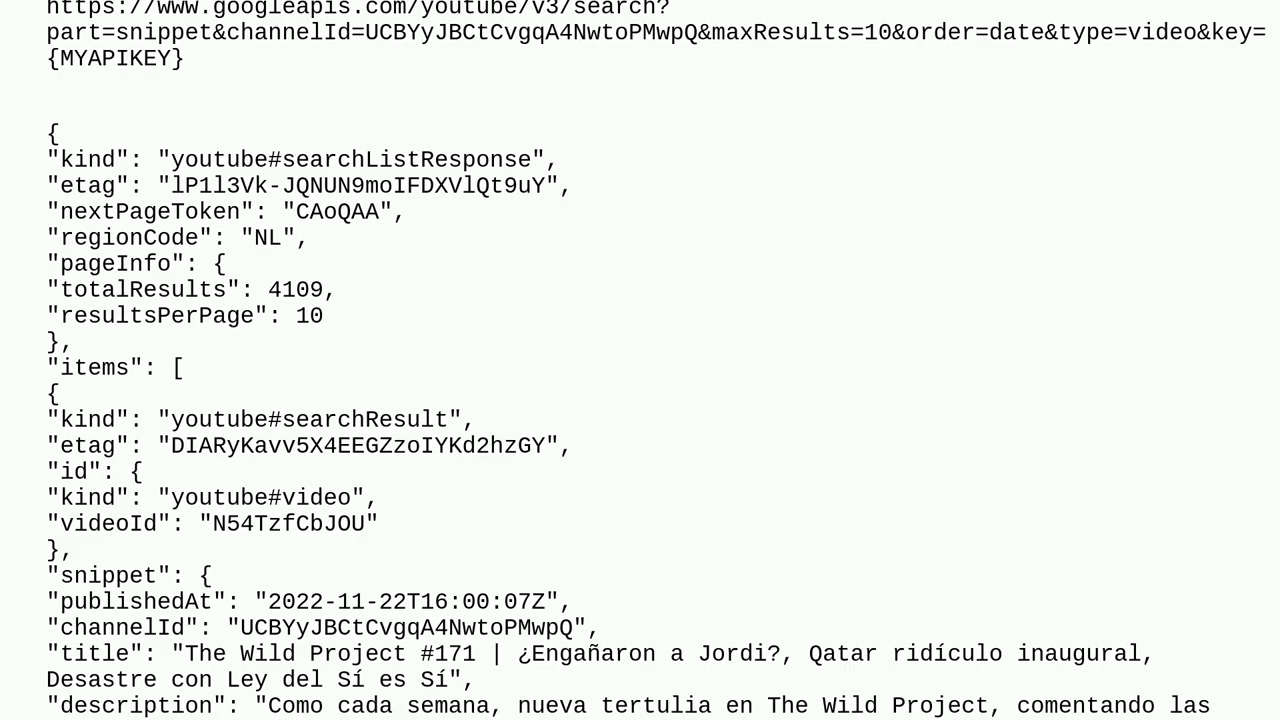 https://www.googleapis.com/youtube/v3/search?
part=snippet&channelId=UCBYyJBCtCvgqA4NwtoPMwpQ&maxResults=10&order=date&type=video&key=
{MYAPIKEY}
{
"kind": "youtube#searchListResponse",
"etag": "lP1l3Vk-JQNUN9moIFDXVlQt9uY",
"nextPageToken": "CAoQAA",
"regionCode": "NL",
"pageInfo": {
"totalResults": 4109,
"resultsPerPage": 10
},
"items": [
{
"kind": "youtube#searchResult",
"etag": "DIARyKavv5X4EEGZzoIYKd2hzGY",
"id": {
"kind": "youtube#video",
"videoId": "N54TzfCbJOU"
},
"snippet": {
"publishedAt": "2022-11-22T16:00:07Z",
"channelId": "UCBYyJBCtCvgqA4NwtoPMwpQ",
"title": "The Wild Project #171 | ¿Engañaron a Jordi?, Qatar ridículo inaugural,
Desastre con Ley del Sí es Sí",
"description": "Como cada semana, nueva tertulia en The Wild Project, comentando las